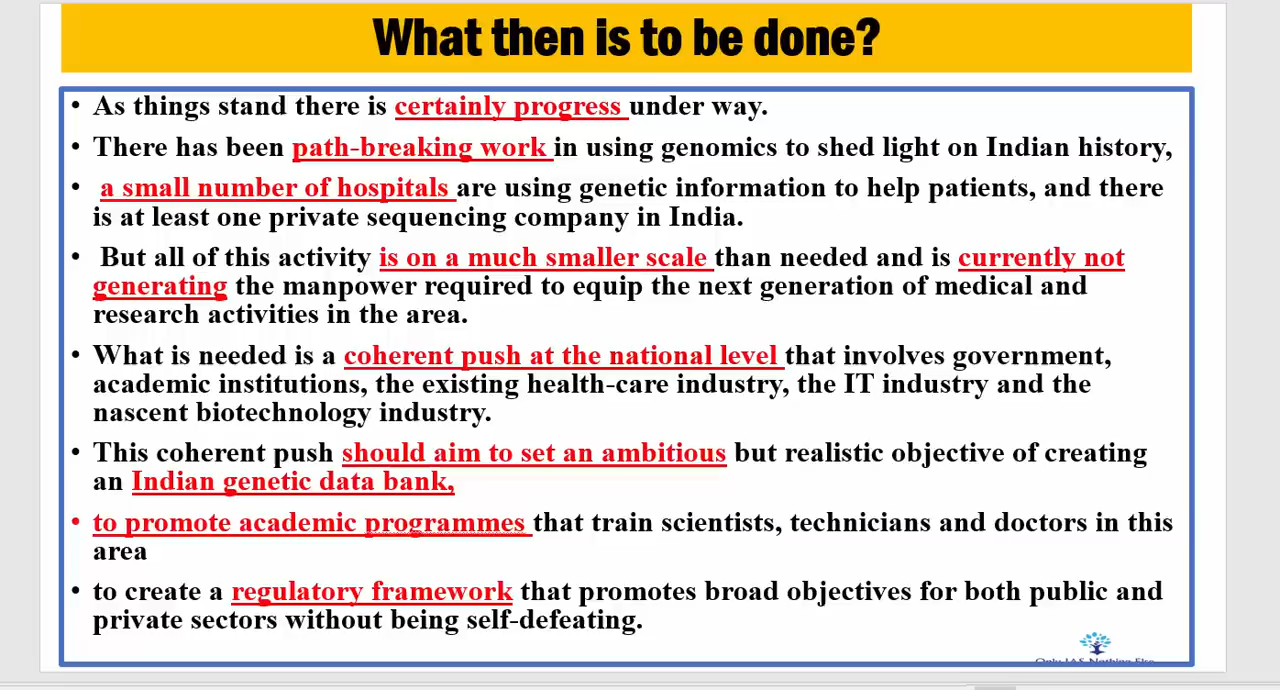 What then is to be done?
• As things stand there is certainly progress under way.
• There has been path-breaking work in using genomics to shed light on Indian history,
• a small number of hospitals are using genetic information to help patients, and there
is at least one private sequencing company in India.
• But all of this activity is on a much smaller scale than needed and is currently not
generating the manpower required to equip the next generation of medical and
research activities in the area.
• What is needed is a coherent push at the national level that involves government,
academic institutions, the existing health-care industry, the IT industry and the
nascent biotechnology industry.
• This coherent push should aim to set an ambitious but realistic objective of creating
an Indian genetic data bank,
• to promote academic programmes that train scientists, technicians and doctors in this
area
• to create a regulatory framework that promotes broad objectives for both public and
private sectors without being self-defeating.
Only IAS Nothing Else